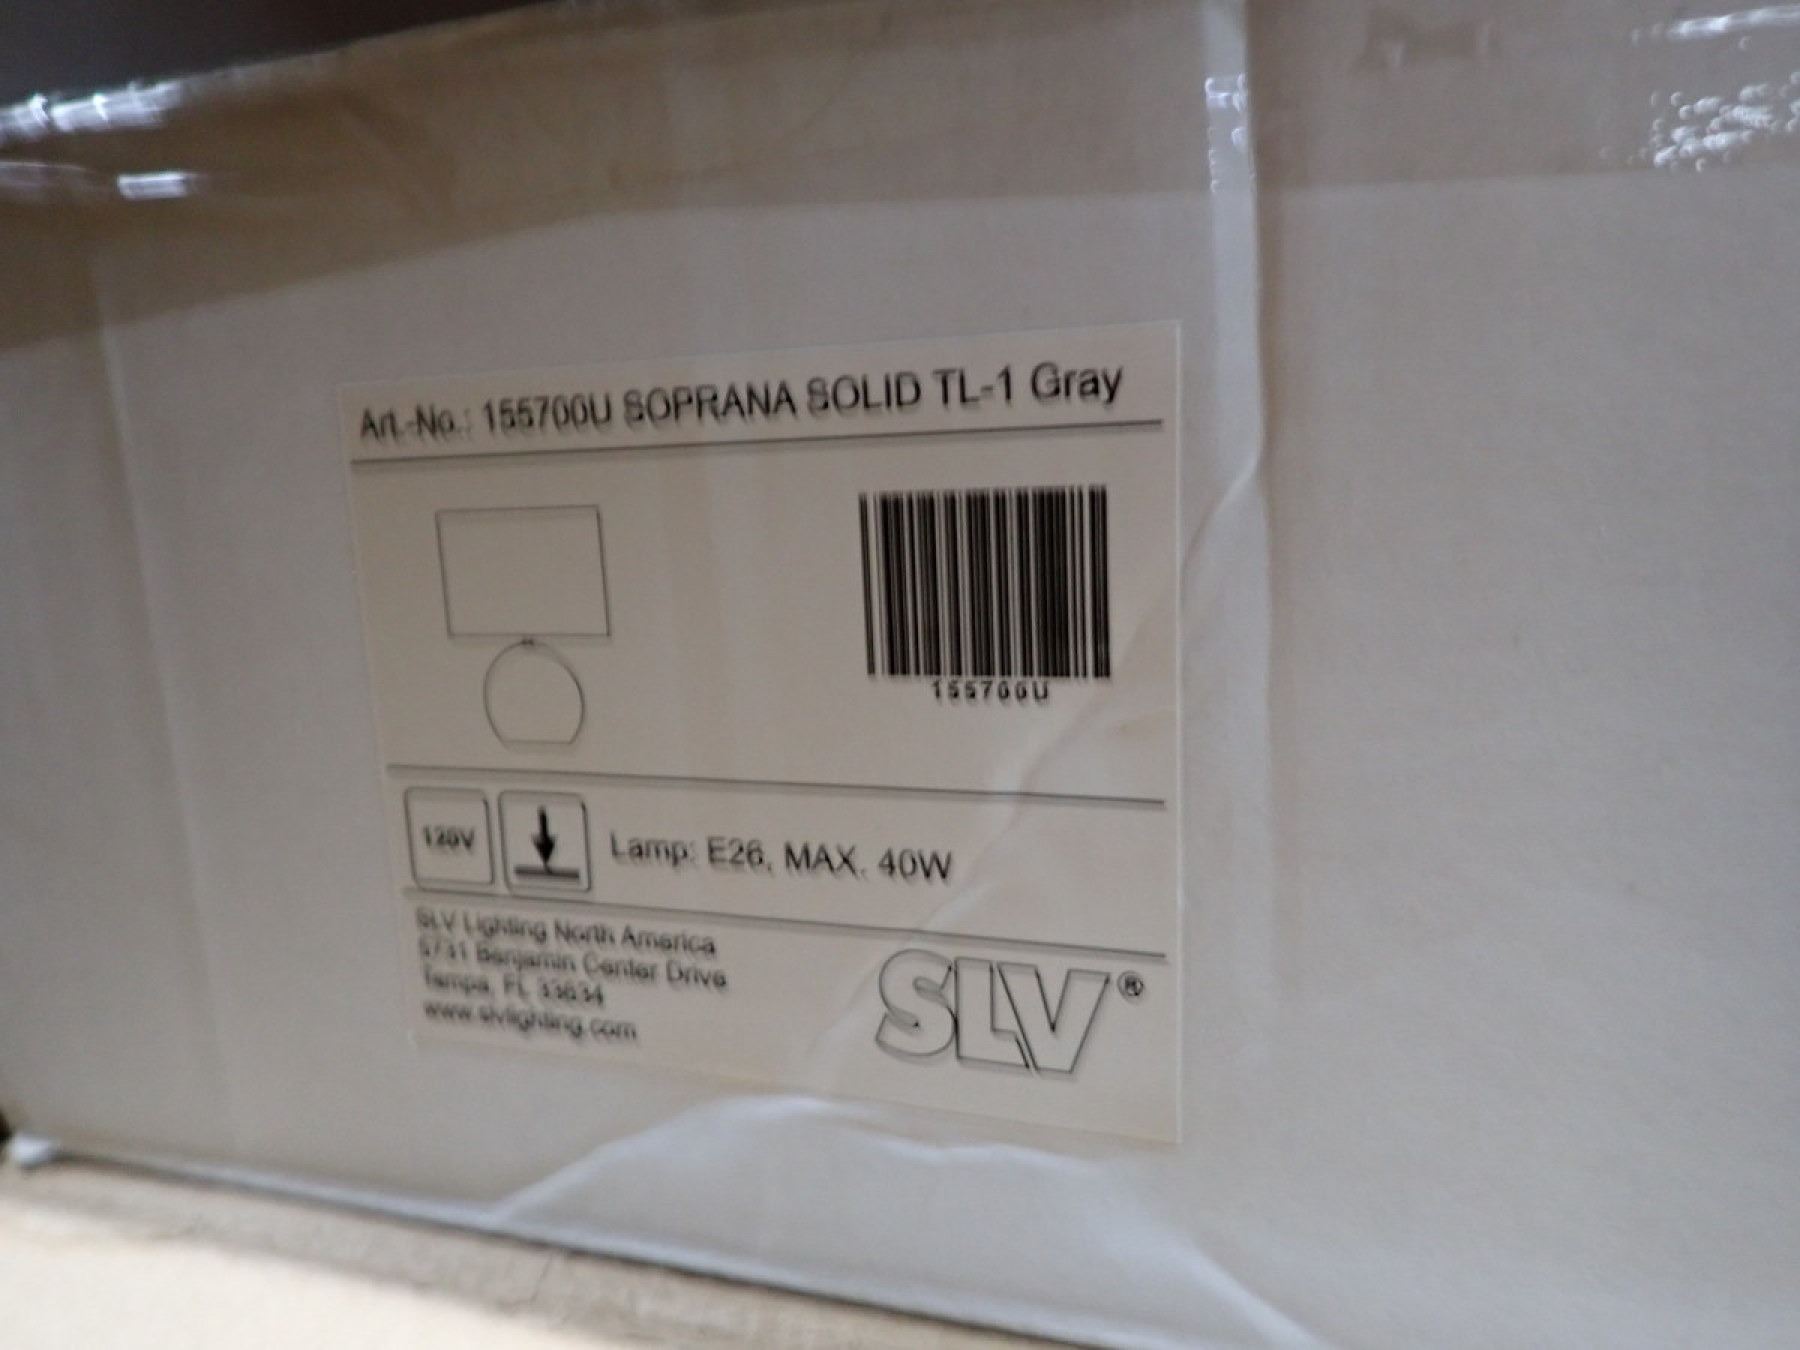 Art.-No.: 155700U SOPRANA SOLID TL-1 Gray
155700U
120V
Lamp: E26, MAX. 40W
SLV Lighting North America
5731 Benjamin Center Drive
Tampa, FL 33634
www.slvlighting.com
SLV®